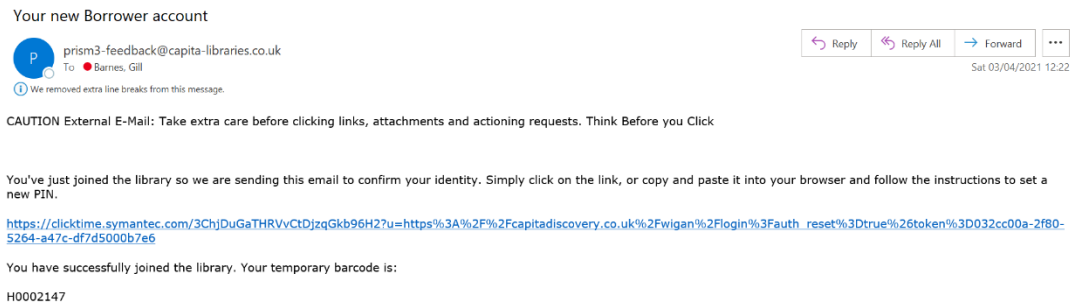 Your new Borrower account
P
prism3-feedback@capita-libraries.co.uk
To Barnes, Gill
Reply
Reply All
Forward
Sat 03/04/2021 12:22
We removed extra line breaks from this message.
CAUTION External E-Mail: Take extra care before clicking links, attachments and actioning requests. Think Before you Click
You've just joined the library so we are sending this email to confirm your identity. Simply click on the link, or copy and paste it into your browser and follow the instructions to set a
new PIN.
https://clicktime.symantec.com/3ChjDuGaTHRVvCtDjzqGkb96H2?u=https%3A%2F%2Fcapitadiscovery.co.uk%2Fwigan%2Flogin%3Fauth_reset%3Dtrue%26token%3D032cc00a-2f80-
5264-a47c-df7d5000b7e6
You have successfully joined the library. Your temporary barcode is:
H0002147